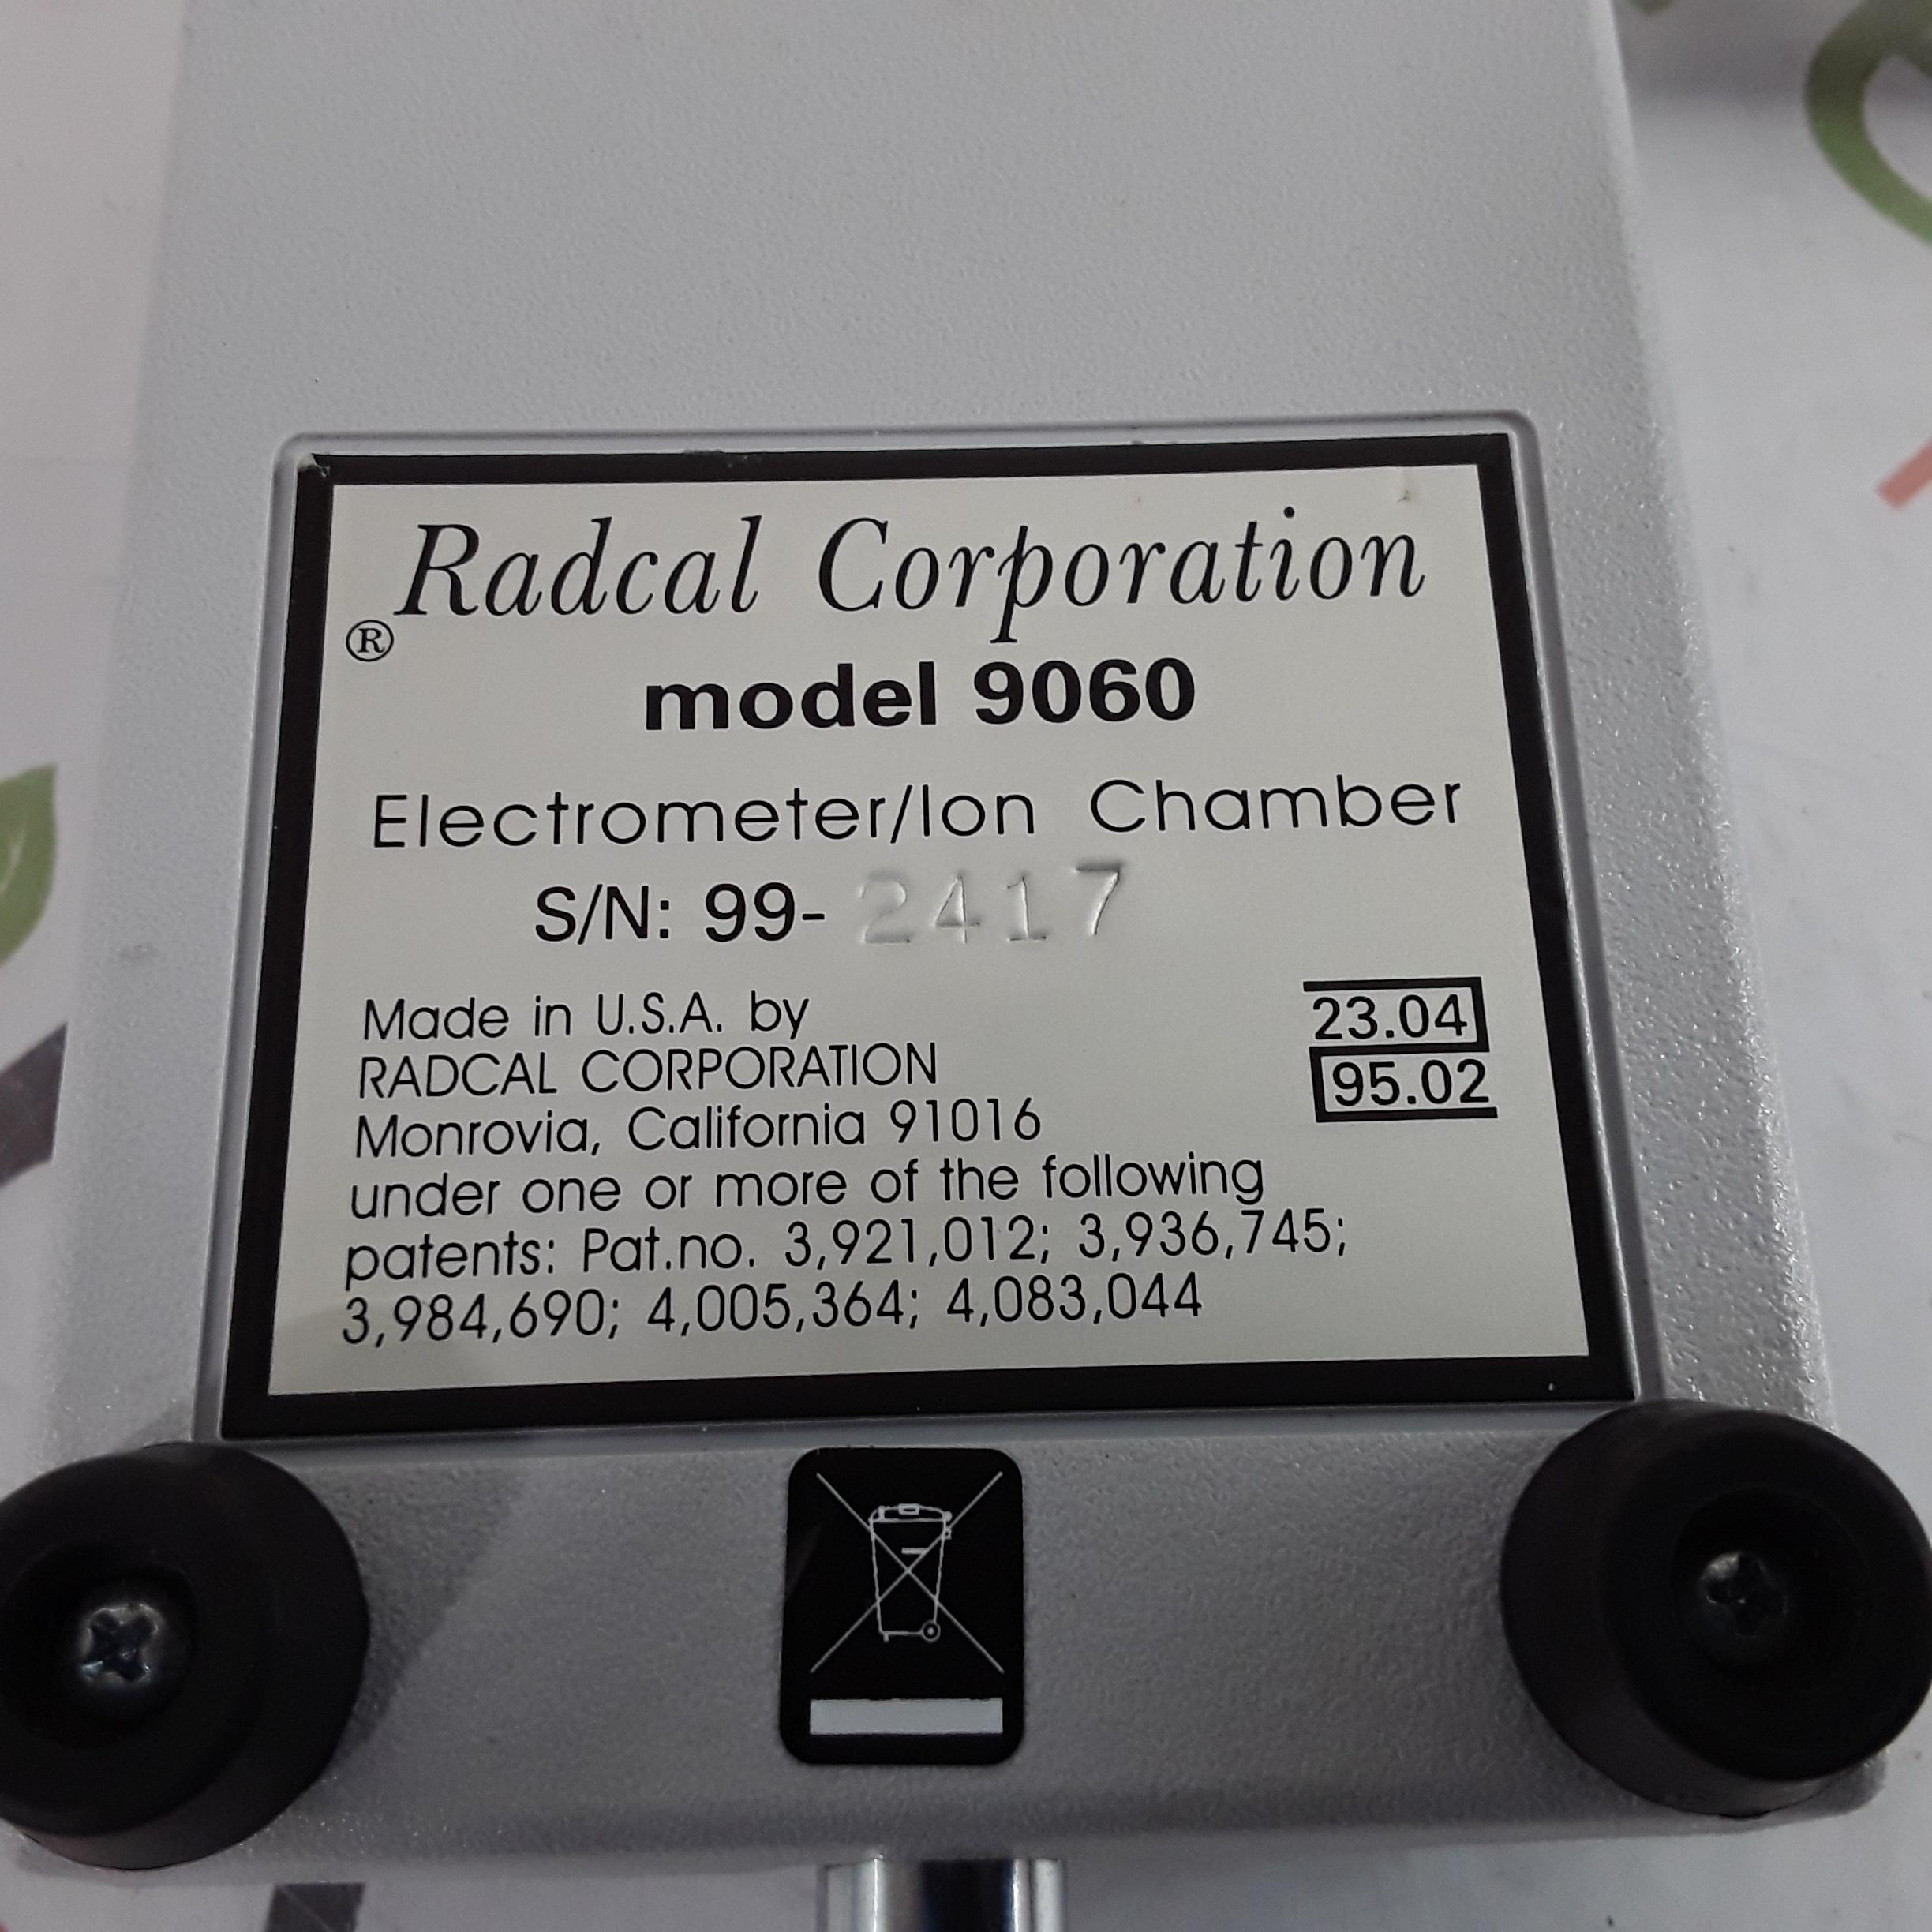 Radcal Corporation
®
model 9060
Electrometer/Ion Chamber
S/N: 99-2417
Made in U.S.A. by
RADCAL CORPORATION
Monrovia, California 91016
under one or more of the following
patents: Pat.no. 3,921,012; 3,936,745;
3,984,690; 4,005,364; 4,083,044
23.04
95.02